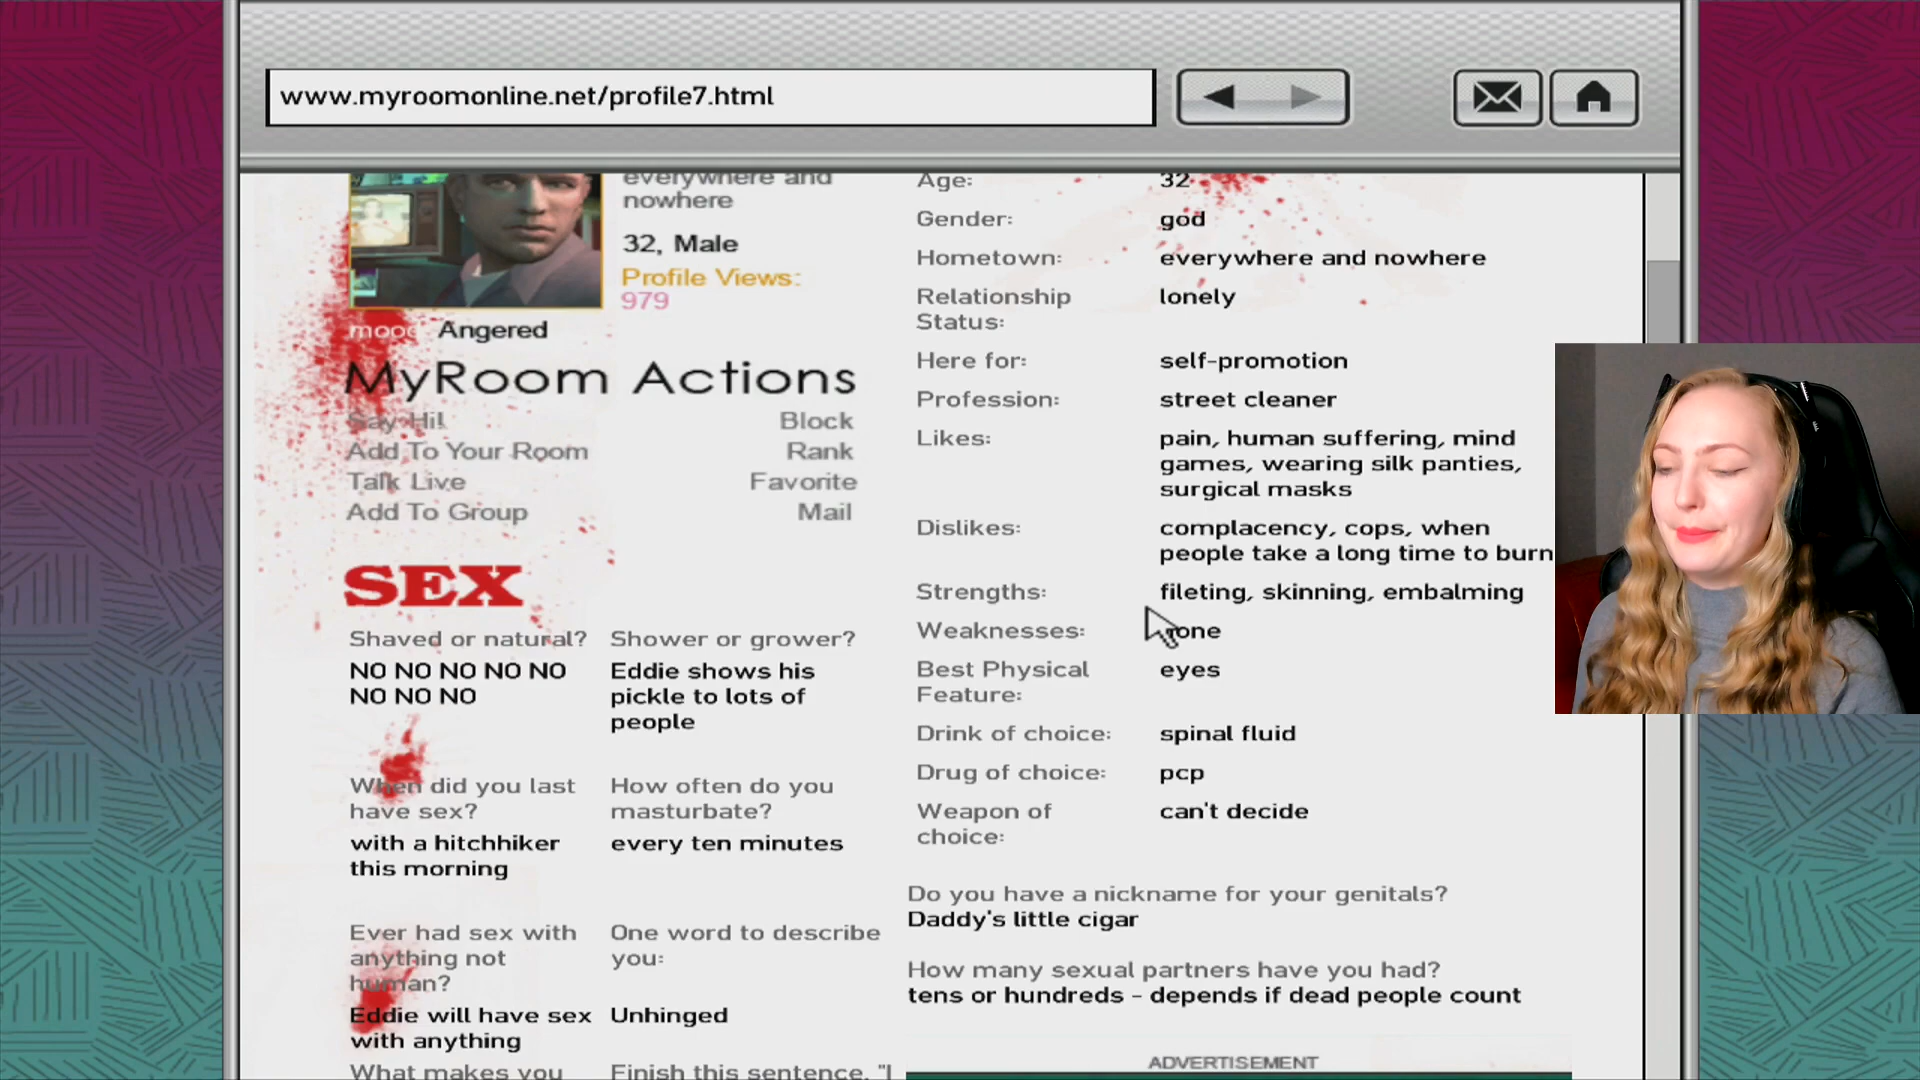 www.myroomonline.net/profile7.html
everywhere and
nowhere
32, Male
Profile Views:
979
mood Angered
MyRoom Actions
Say Hi! Block
Add To Your Room Rank
Talk Live Favorite
Add To Group Mail
SEX
Shaved or natural? Shower or grower?
NO NO NO NO NO Eddie shows his
NO NO NO pickle to lots of
people
When did you last How often do you
have sex? masturbate?
with a hitchhiker every ten minutes
this morning
Ever had sex with One word to describe
anything not you:
human?
Eddie will have sex Unhinged
with anything
What makes you Finish this sentence, "I
Age: 32
Gender: god
Hometown: everywhere and nowhere
Relationship lonely
Status:
Here for: self-promotion
Profession: street cleaner
Likes: pain, human suffering, mind
games, wearing silk panties,
surgical masks
Dislikes: complacency, cops, when
people take a long time to burn
Strengths: fileting, skinning, embalming
Weaknesses: none
Best Physical eyes
Feature:
Drink of choice: spinal fluid
Drug of choice: pcp
Weapon of can't decide
choice:
Do you have a nickname for your genitals?
Daddy's little cigar
How many sexual partners have you had?
tens or hundreds - depends if dead people count
ADVERTISEMENT